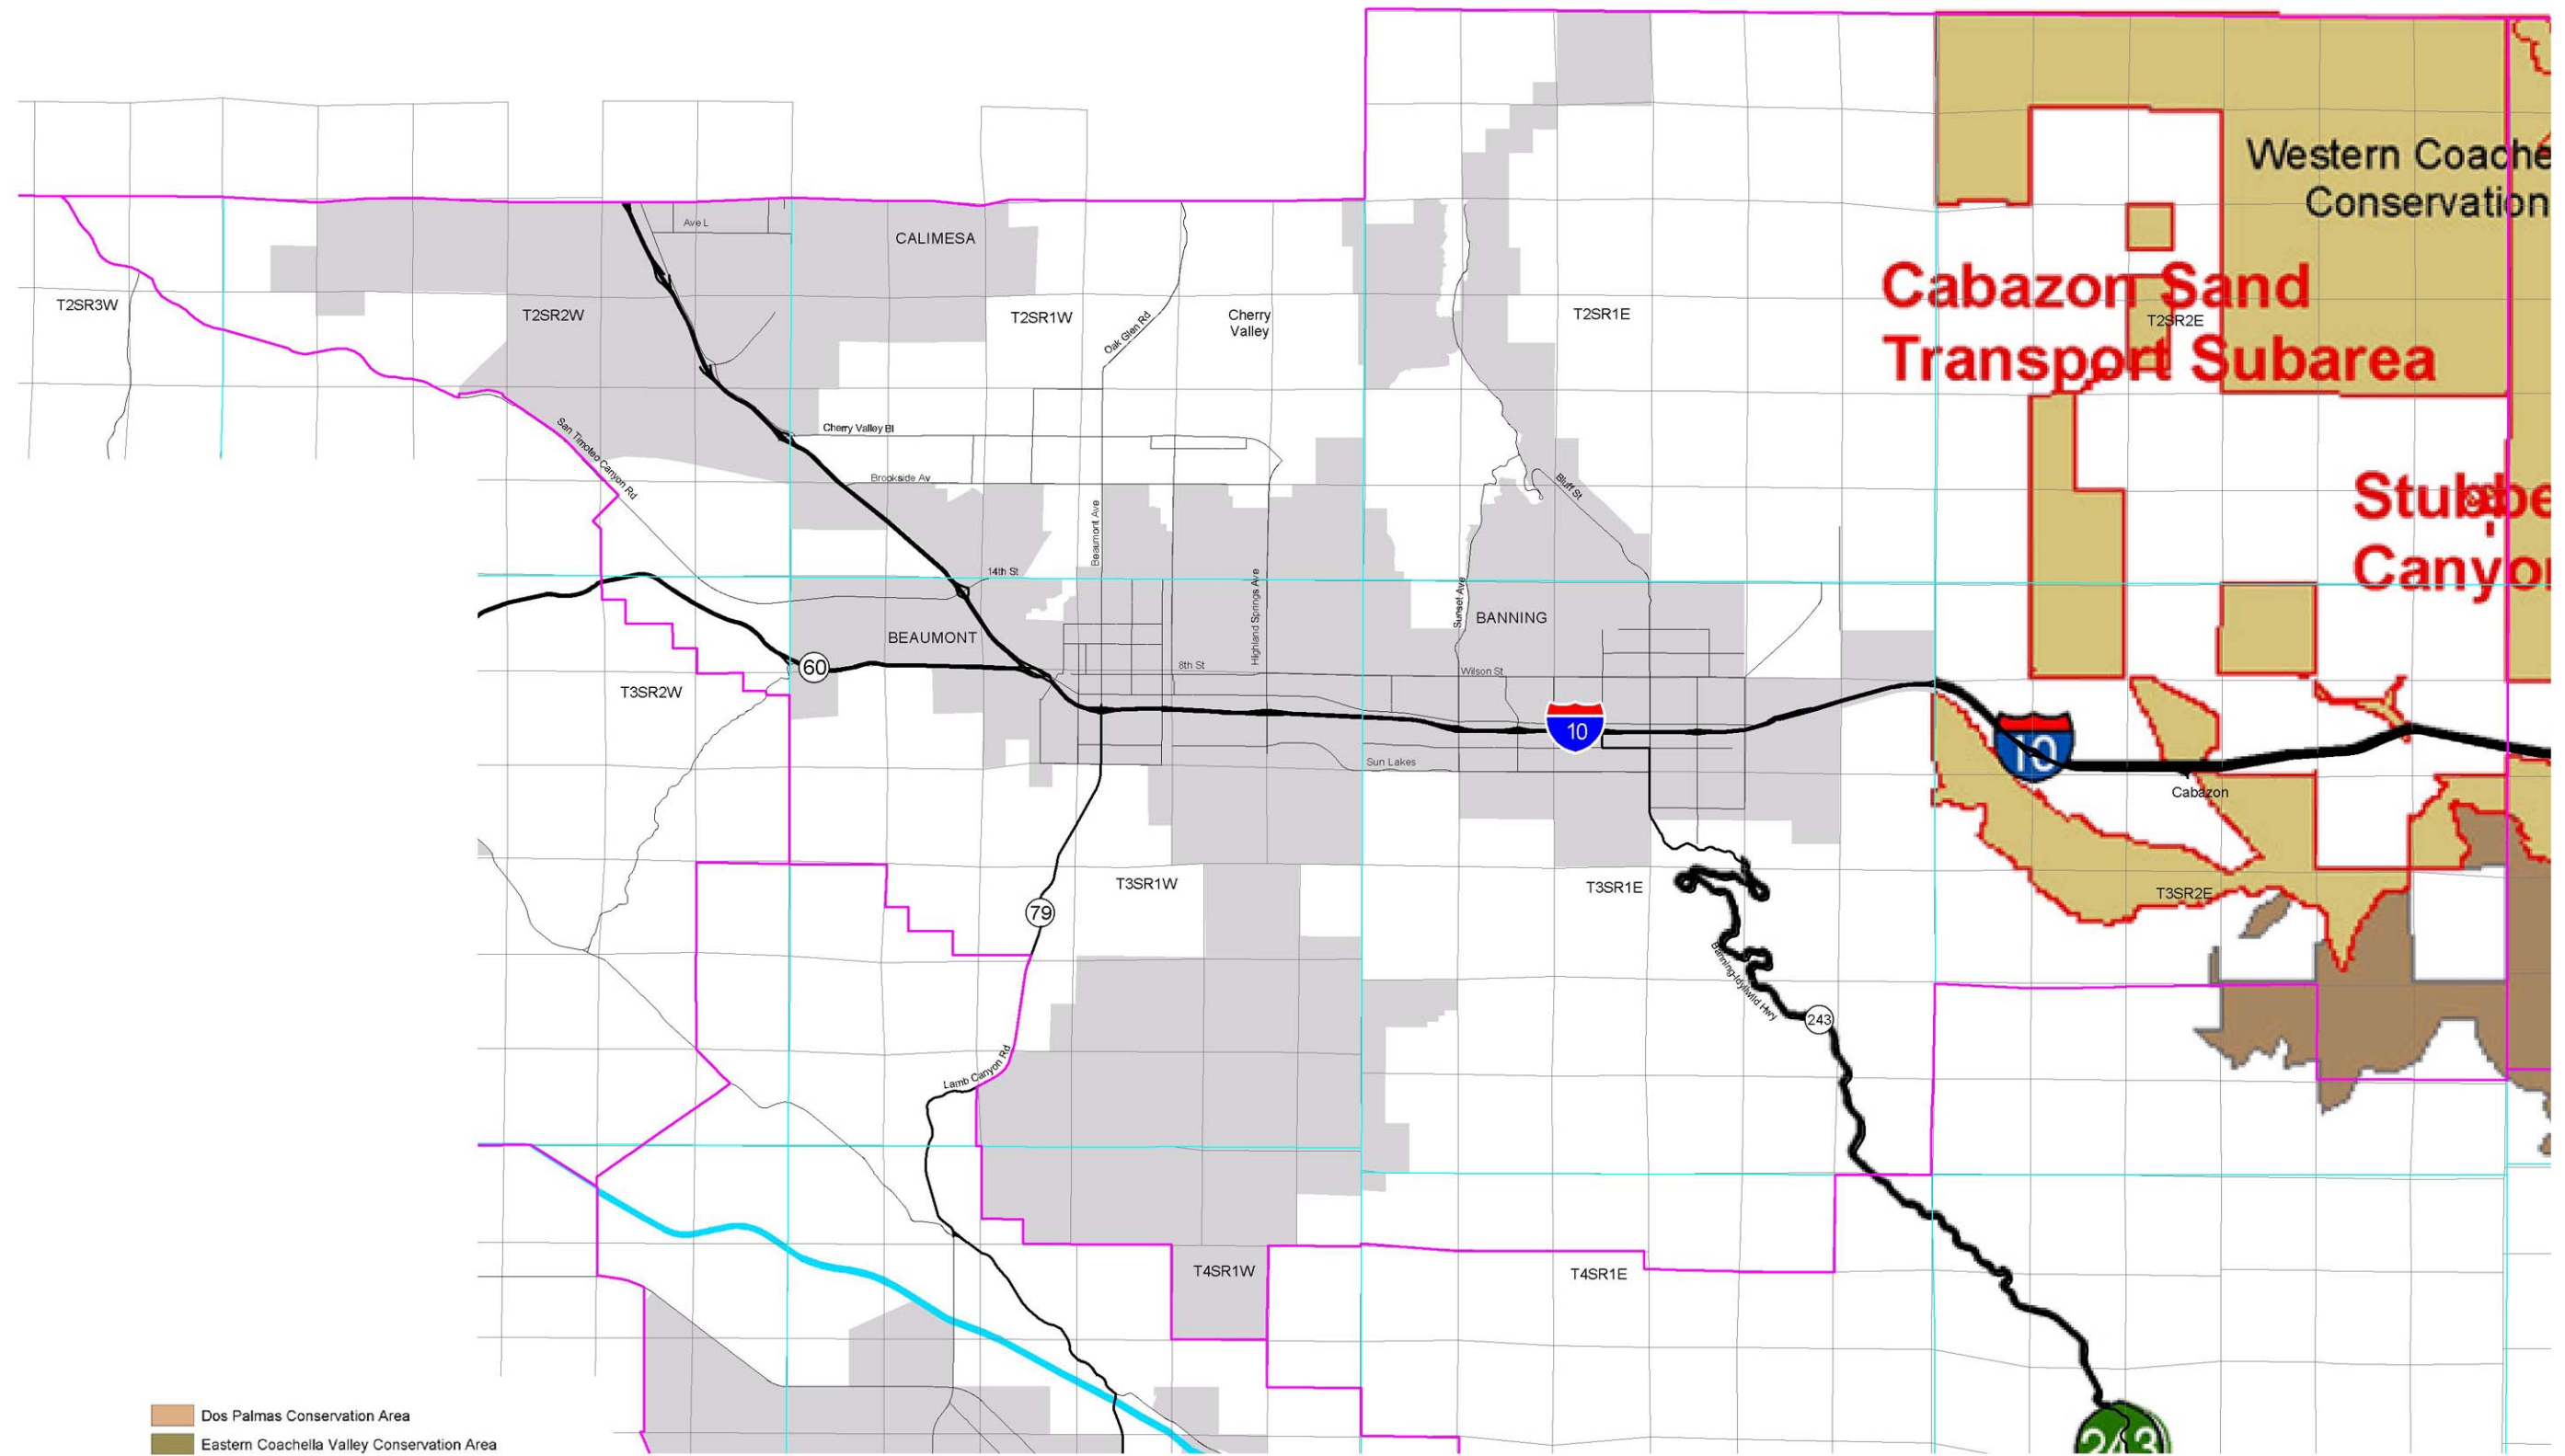 Western Coache
Conservation
Ave L
CALIMESA
Cabazon Sand
Transport Subarea
T2SR3W
T2SR2W
T2SR1W
Cherry
Valley
T2SR1E
T2SR2E
Oak Glen Rd
San Timoteo Canyon Rd
Cherry Valley Bl
Brookside Av
Bluff St
Beaumont Ave
Canyo
14th St
Highland Springs Ave
Sunset Ave
BANNING
BEAUMONT
60
8th St
Wilson St
T3SR2W
10
10
Sun Lakes
Cabazon
T3SR1W
T3SR1E
T3SR2E
79
Banning-Idyllwild Hwy
243
Lamb Canyon Rd
T4SR1W
T4SR1E
Dos Palmas Conservation Area
Eastern Coachella Valley Conservation Area
243